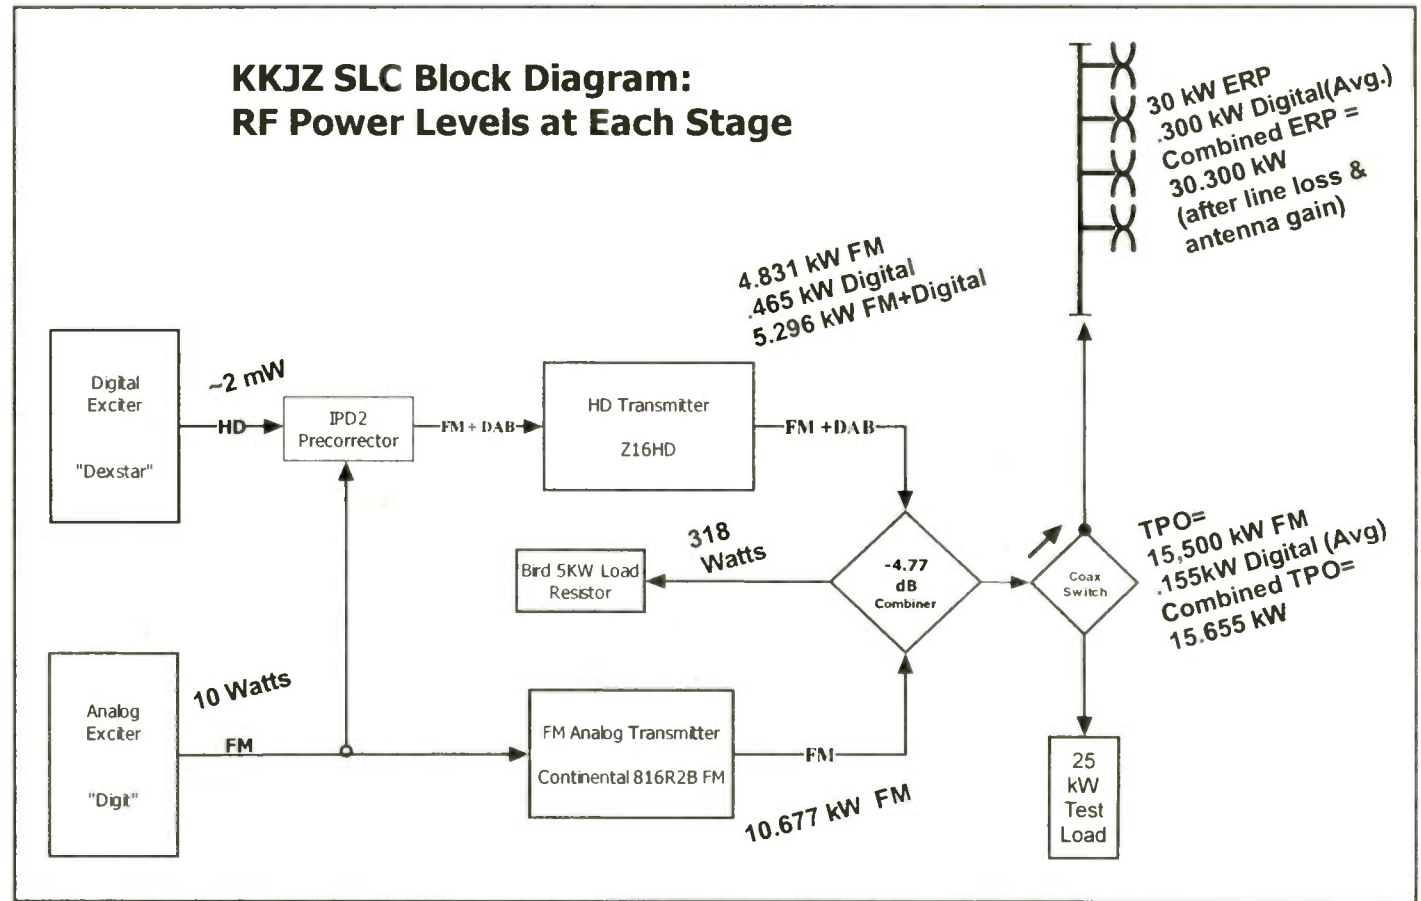 KKJZ SLC Block Diagram:
RF Power Levels at Each Stage
30 kW ERP
.300 kW Digital(Avg.)
Combined ERP =
30.300 kW
(after line loss &
antenna gain)
4.831 kW FM
.465 kW Digital
5.296 kW FM+Digital
Digital
Exciter
"Dexstar"
~2 mW
HD
IPD2
Precorrector
FM + DAB
HD Transmitter
Z16HD
FM +DAB
318
Watts
Bird 5KW Load
Resistor
-4.77
dB
Combiner
Coax
Switch
TPO=
15,500 kW FM
.155kW Digital (Avg)
Combined TPO=
15.655 kW
Analog
Exciter
"Digit"
10 Watts
FM
FM Analog Transmitter
Continental 816R2B FM
FM
10.677 kW FM
25
kW
Test
Load